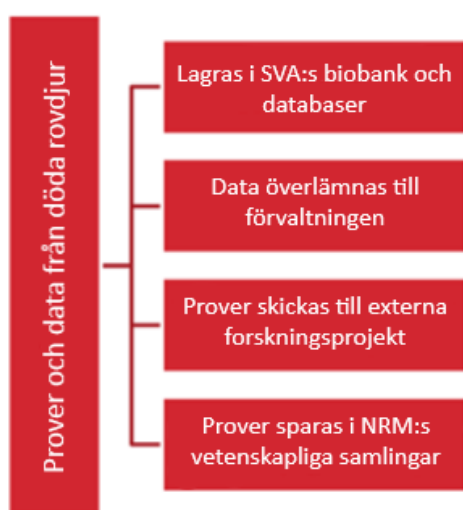 Prover och data från döda rovdjur
Lagras i SVA:s biobank och
databaser
Data överlämnas till
förvaltningen
Prover skickas till externa
forskningsprojekt
Prover sparas i NRM:s
vetenskapliga samlingar